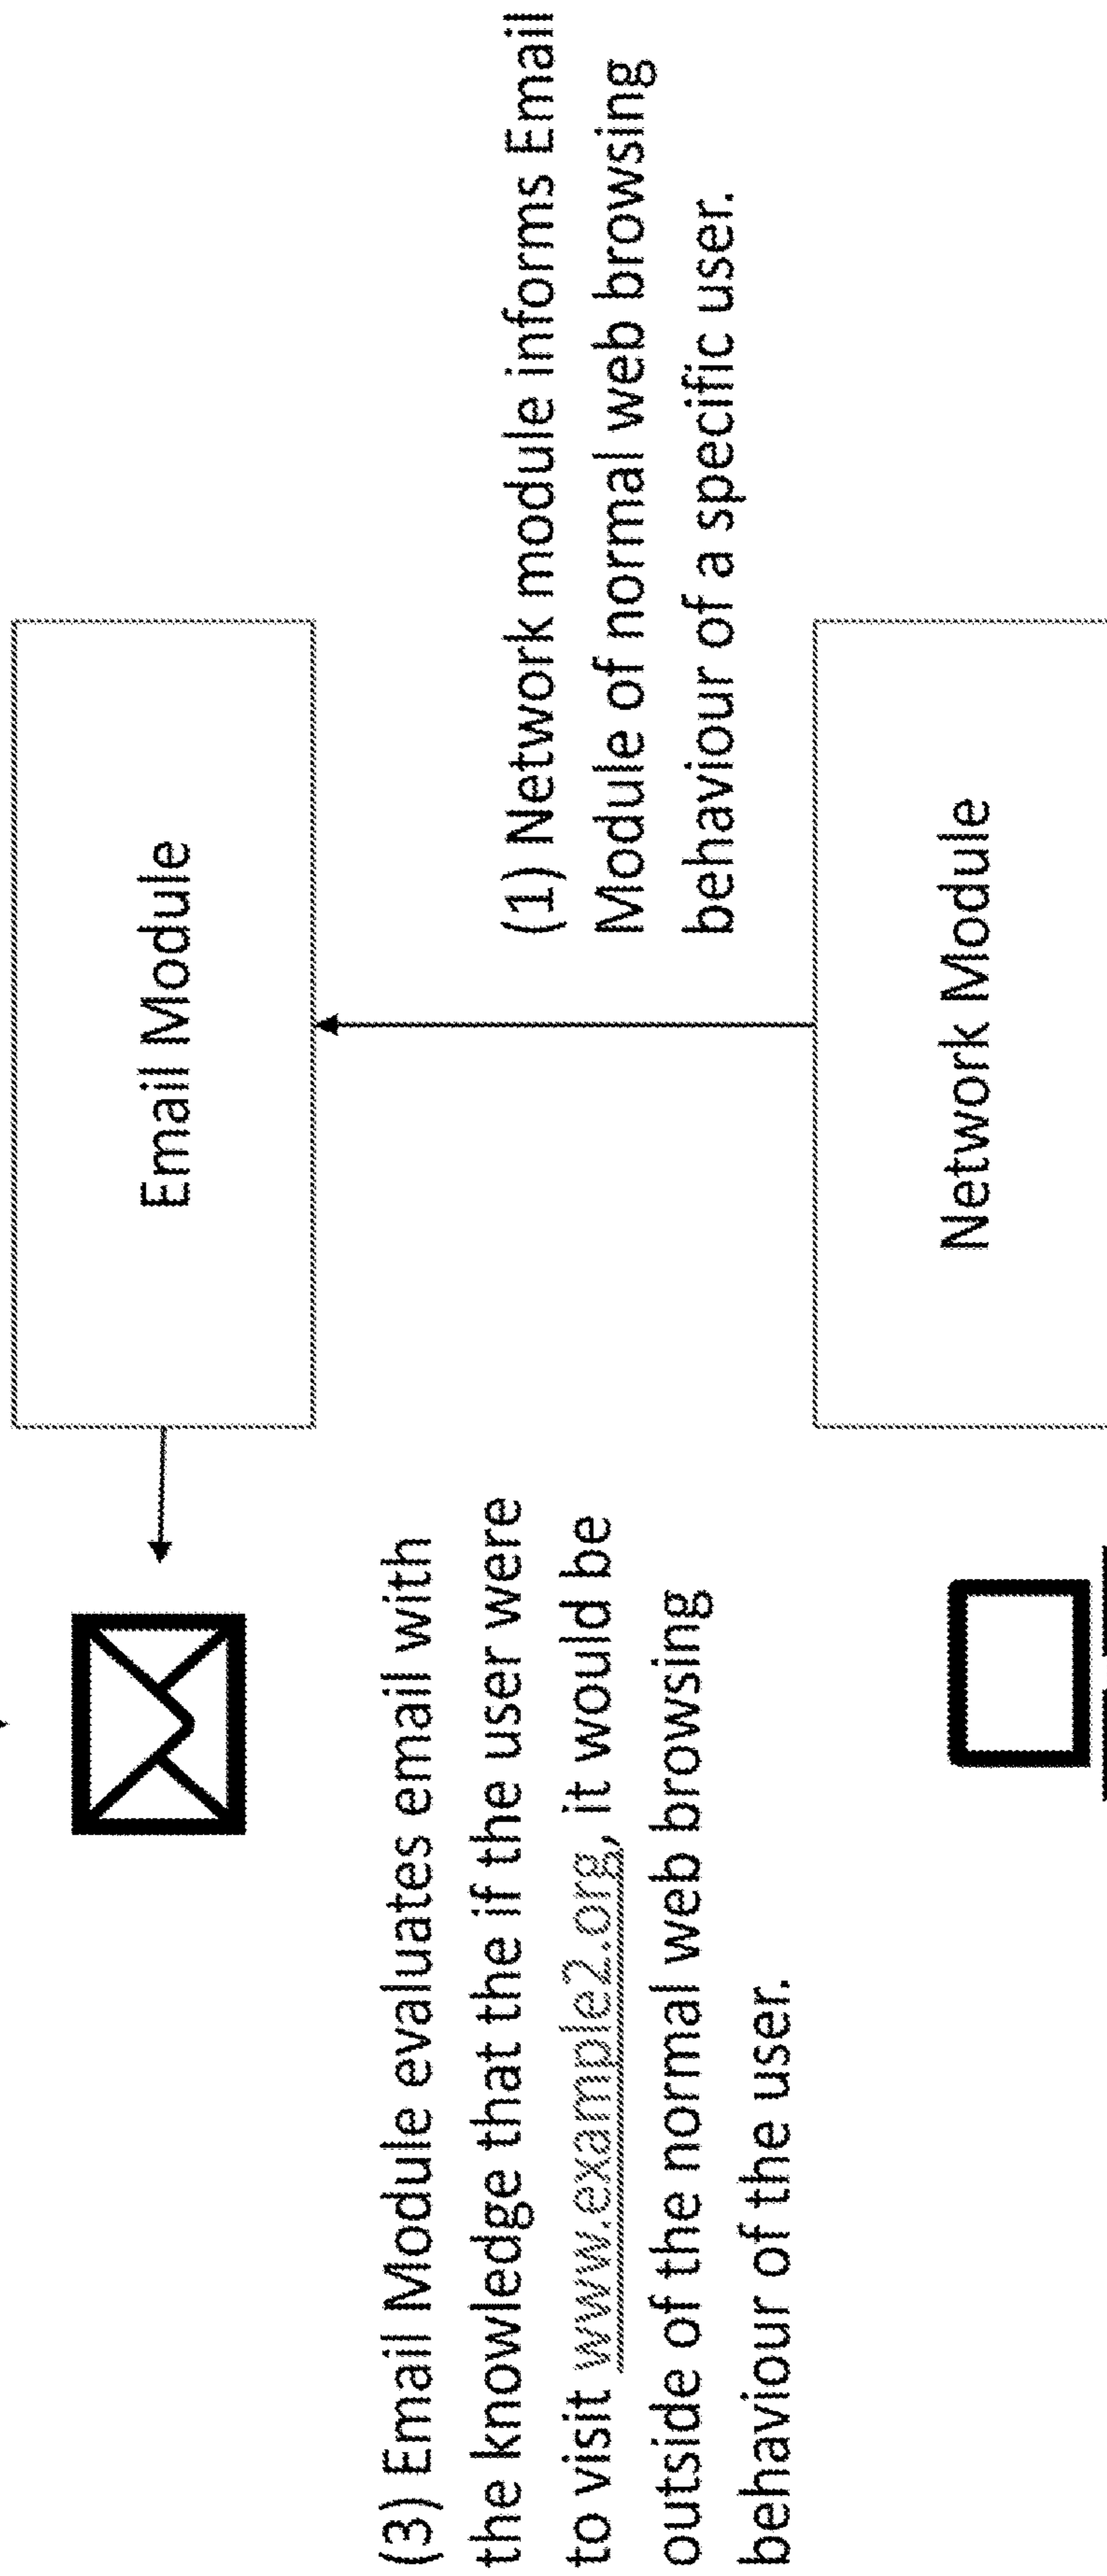 Email Module
(1) Network module informs Email
Module of normal web browsing
behaviour of a specific user.
(3) Email Module evaluates email with
the knowledge that the if the user were
to visit www.example2.org, it would be
outside of the normal web browsing
behaviour of the user.
Network Module